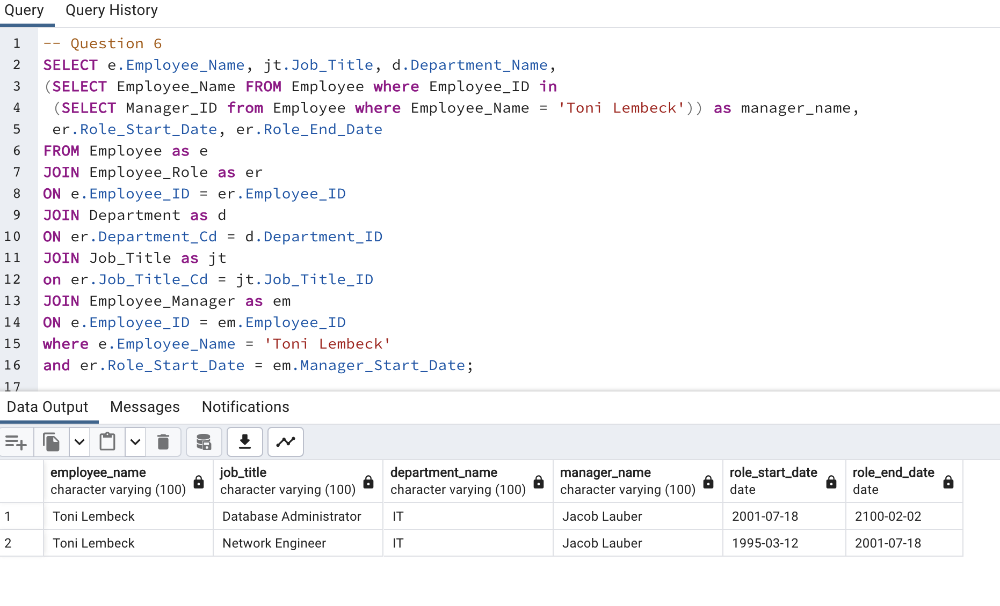 Query Query History
1 -- Question 6
2 SELECT e.Employee_Name, jt.Job_Title, d.Department_Name,
3 (SELECT Employee_Name FROM Employee where Employee_ID in
4 (SELECT Manager_ID from Employee where Employee_Name = 'Toni Lembeck')) as manager_name,
5 er.Role_Start_Date, er.Role_End_Date
6 FROM Employee as e
7 JOIN Employee_Role as er
8 ON e.Employee_ID = er.Employee_ID
9 JOIN Department as d
10 ON er.Department_Cd = d.Department_ID
11 JOIN Job_Title as jt
12 on er.Job_Title_Cd = jt.Job_Title_ID
13 JOIN Employee_Manager as em
14 ON e.Employee_ID = em.Employee_ID
15 where e.Employee_Name = 'Toni Lembeck'
16 and er.Role_Start_Date = em.Manager_Start_Date;
17
Data Output Messages Notifications
employee_name job_title department_name manager_name role_start_date role_end_date
character varying (100) character varying (100) character varying (100) character varying (100) date date
1 Toni Lembeck Database Administrator IT Jacob Lauber 2001-07-18 2100-02-02
2 Toni Lembeck Network Engineer IT Jacob Lauber 1995-03-12 2001-07-18